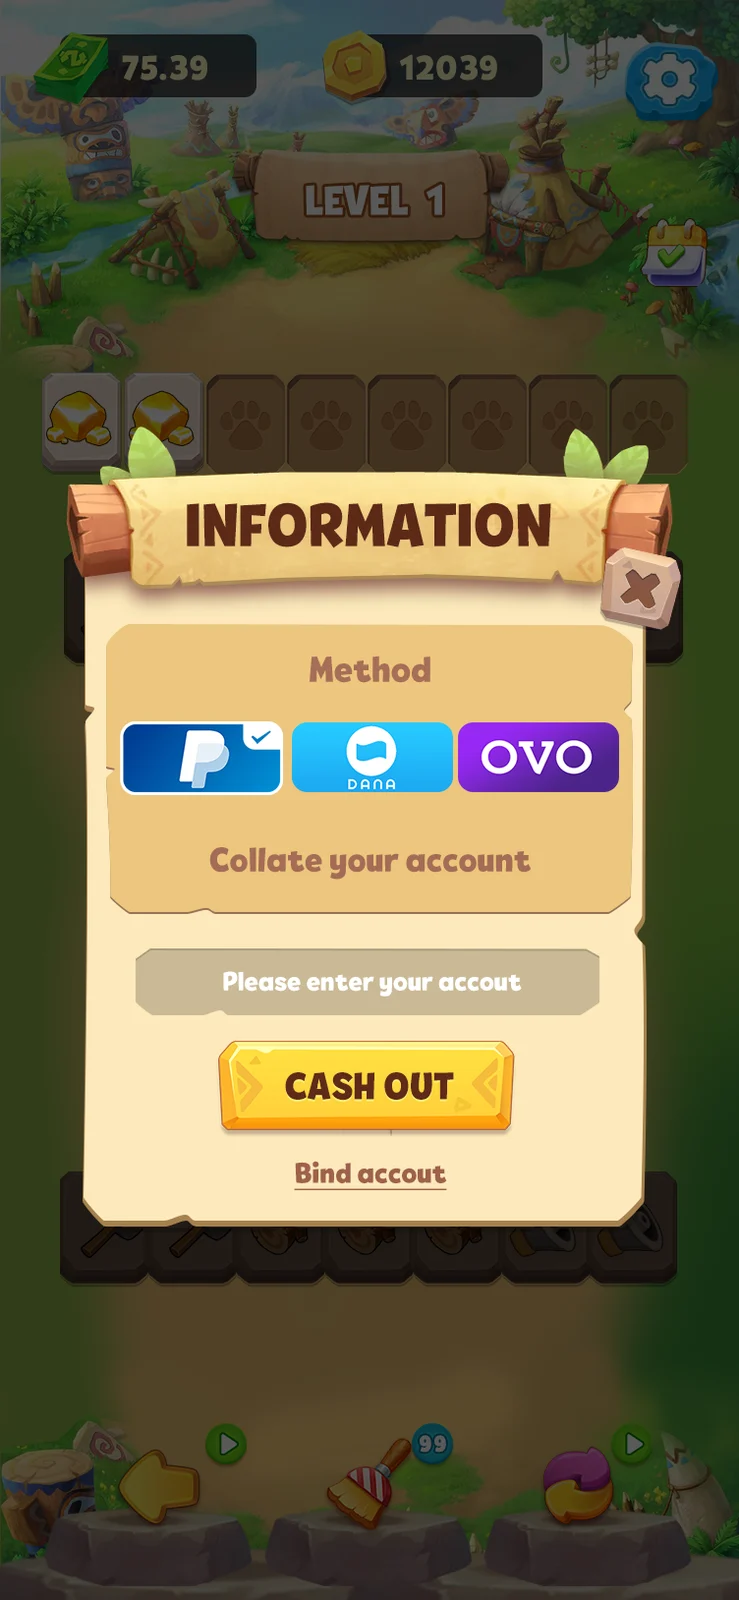 75.39
12039
LEVEL 1
INFORMATION
Method
DANA
OVO
Collate your account
Please enter your accout
CASH OUT
Bind accout
99